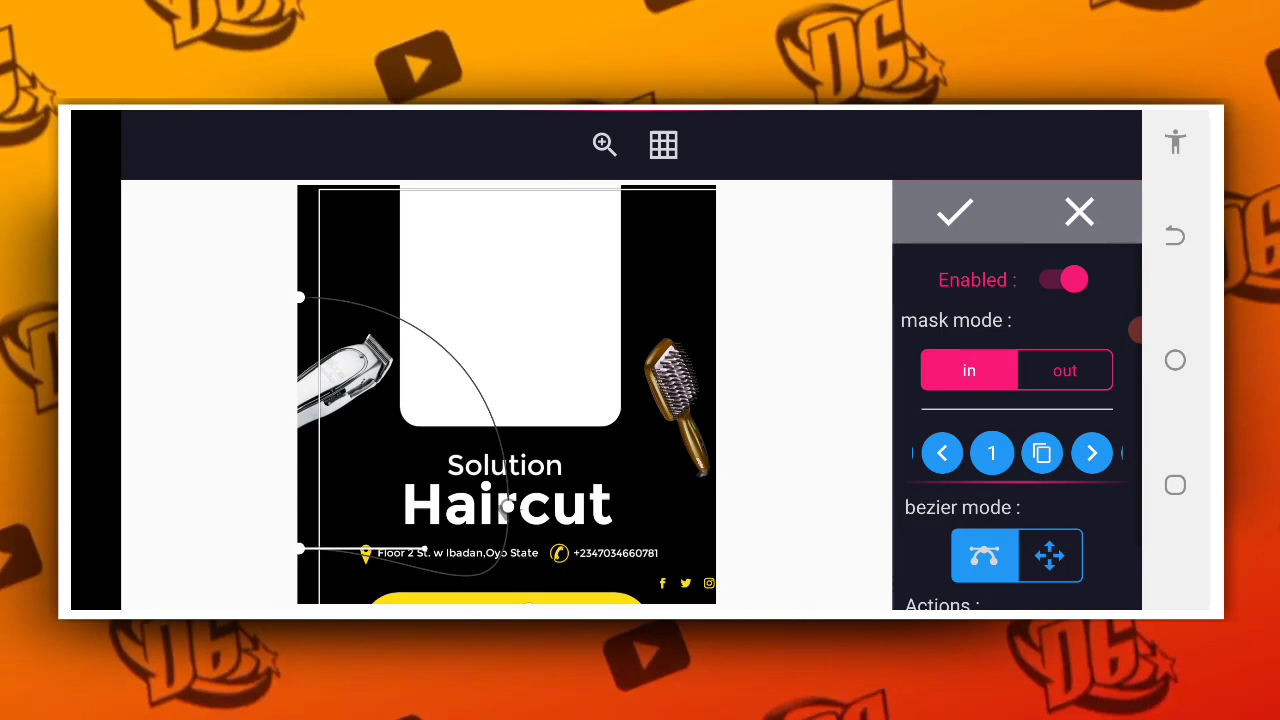 Enabled :
mask mode :
in out
1
bezier mode :
Actions :
Solution
Haircut
Floor 2 St. w Ibadan,Oyo State +2347034660781